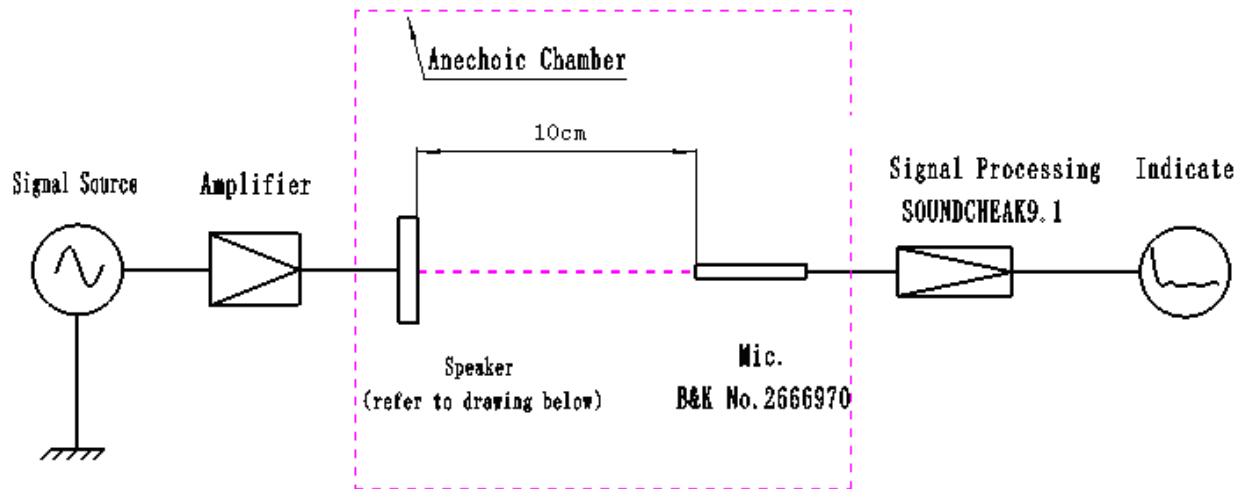 Anechoic Chamber
10cm
Signal Source
Amplifier
Signal Processing
SOUNDCHEAK9.1
Indicate
Speaker
(refer to drawing below)
Mic.
B&K No.2666970